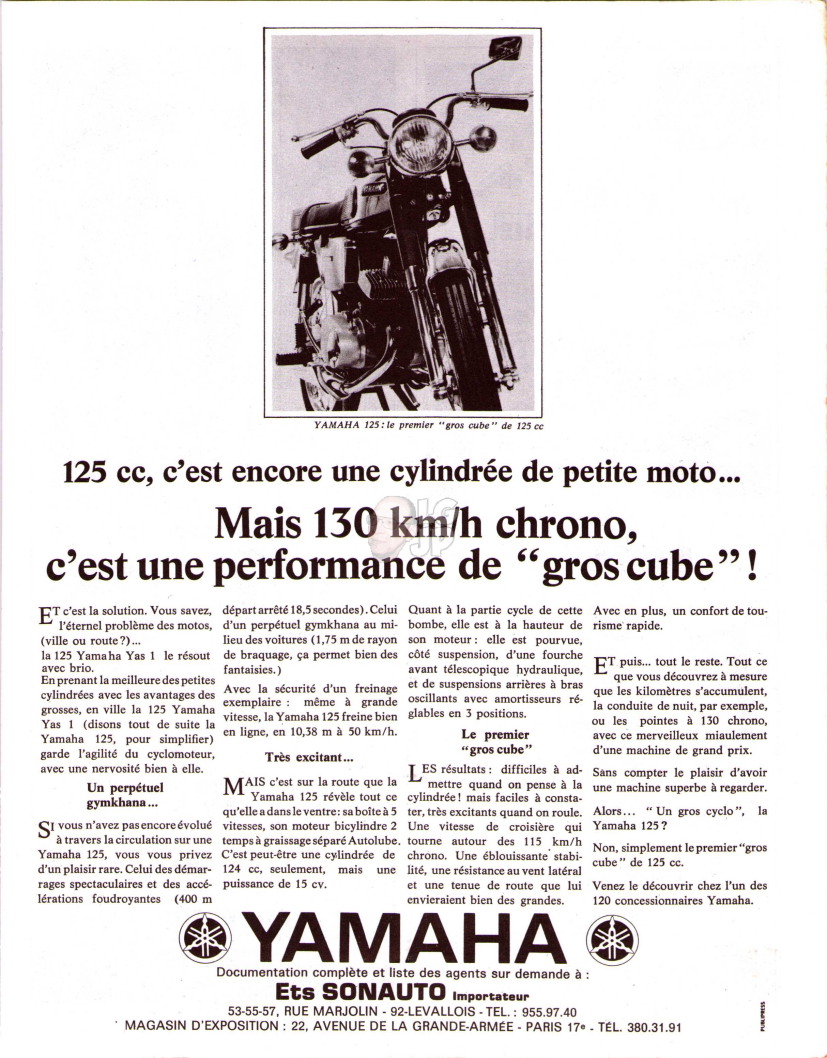 YAMAHA 125 : le premier "gros cube" de 125 cc
125 cc, c'est encore une cylindrée de petite moto...
Mais 130 km/h chrono,
c'est une performance de "gros cube" !
ET c'est la solution. Vous savez,
l'éternel problème des motos,
(ville ou route?)...
la 125 Yamaha Yas 1 le résout
avec brio.
En prenant la meilleure des petites
cylindrées avec les avantages des
grosses, en ville la 125 Yamaha
Yas 1 (disons tout de suite la
Yamaha 125, pour simplifier)
garde l'agilité du cyclomoteur,
avec une nervosité bien à elle.
Un perpétuel
gymkhana...
SI vous n'avez pas encore évolué
à travers la circulation sur une
Yamaha 125, vous vous privez
d'un plaisir rare. Celui des démar-
rages spectaculaires et des accé-
lérations foudroyantes (400 m
départ arrêté 18,5 secondes). Celui
d'un perpétuel gymkhana au mi-
lieu des voitures (1,75 m de rayon
de braquage, ça permet bien des
fantaisies.)
Avec la sécurité d'un freinage
exemplaire : même à grande
vitesse, la Yamaha 125 freine bien
en ligne, en 10,38 m à 50 km/h.
Très excitant...
MAIS c'est sur la route que la
Yamaha 125 révèle tout ce
qu'elle a dans le ventre : sa boîte à 5
vitesses, son moteur bicylindre 2
temps à graissage séparé Autolube.
C'est peut-être une cylindrée de
124 cc, seulement, mais une
puissance de 15 cv.
Quant à la partie cycle de cette
bombe, elle est à la hauteur de
son moteur : elle est pourvue,
côté suspension, d'une fourche
avant télescopique hydraulique,
et de suspensions arrières à bras
oscillants avec amortisseurs ré-
glables en 3 positions.
Le premier
"gros cube"
LES résultats : difficiles à ad-
mettre quand on pense à la
cylindrée ! mais faciles à consta-
ter, très excitants quand on roule.
Une vitesse de croisière qui
tourne autour des 115 km/h
chrono. Une éblouissante stabi-
lité, une résistance au vent latéral
et une tenue de route que lui
envieraient bien des grandes.
Avec en plus, un confort de tou-
risme rapide.
ET puis... tout le reste. Tout ce
que vous découvrez à mesure
que les kilomètres s'accumulent,
la conduite de nuit, par exemple,
ou les pointes à 130 chrono,
avec ce merveilleux miaulement
d'une machine de grand prix.
Sans compter le plaisir d'avoir
une machine superbe à regarder.
Alors... "Un gros cyclo", la
Yamaha 125 ?
Non, simplement le premier "gros
cube" de 125 cc.
Venez le découvrir chez l'un des
120 concessionnaires Yamaha.
YAMAHA
Documentation complète et liste des agents sur demande à :
Ets SONAUTO Importateur
53-55-57, RUE MARJOLIN - 92-LEVALLOIS - TEL. : 955.97.40
MAGASIN D'EXPOSITION : 22, AVENUE DE LA GRANDE-ARMÉE - PARIS 17e - TÉL. 380.31.91
PUBLIPRESS